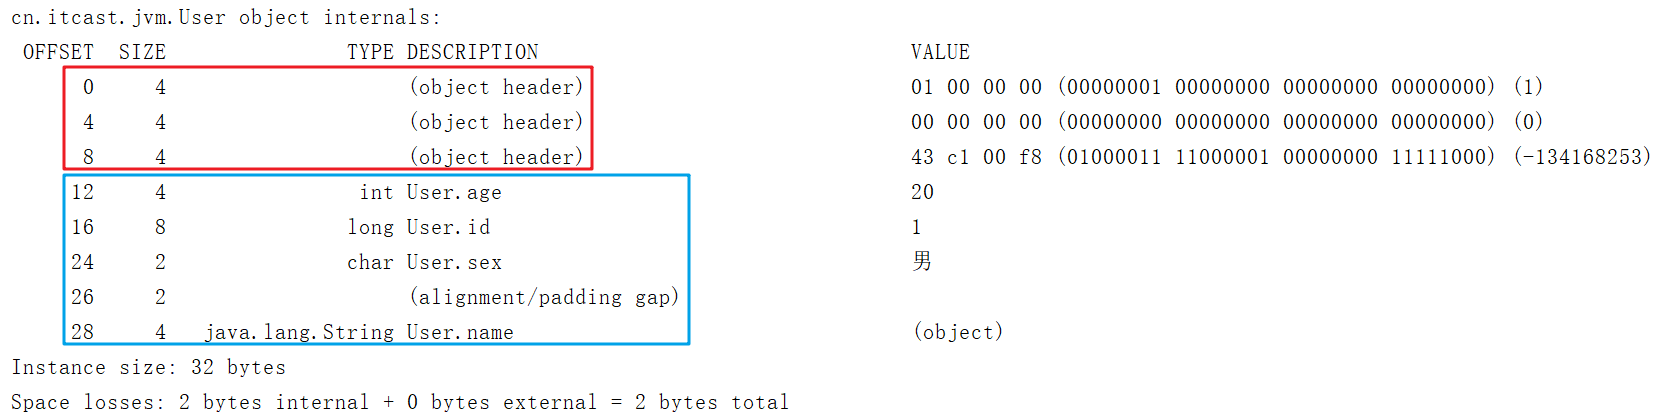 cn.itcast.jvm.User object internals:
OFFSET  SIZE               TYPE DESCRIPTION                               VALUE
     0     4                    (object header)                           01 00 00 00 (00000001 00000000 00000000 00000000) (1)
     4     4                    (object header)                           00 00 00 00 (00000000 00000000 00000000 00000000) (0)
     8     4                    (object header)                           43 c1 00 f8 (01000011 11000001 00000000 11111000) (-134168253)
    12     4                int User.age                                  20
    16     8               long User.id                                   1
    24     2               char User.sex                                  男
    26     2                    (alignment/padding gap)
    28     4   java.lang.String User.name                                 (object)
Instance size: 32 bytes
Space losses: 2 bytes internal + 0 bytes external = 2 bytes total